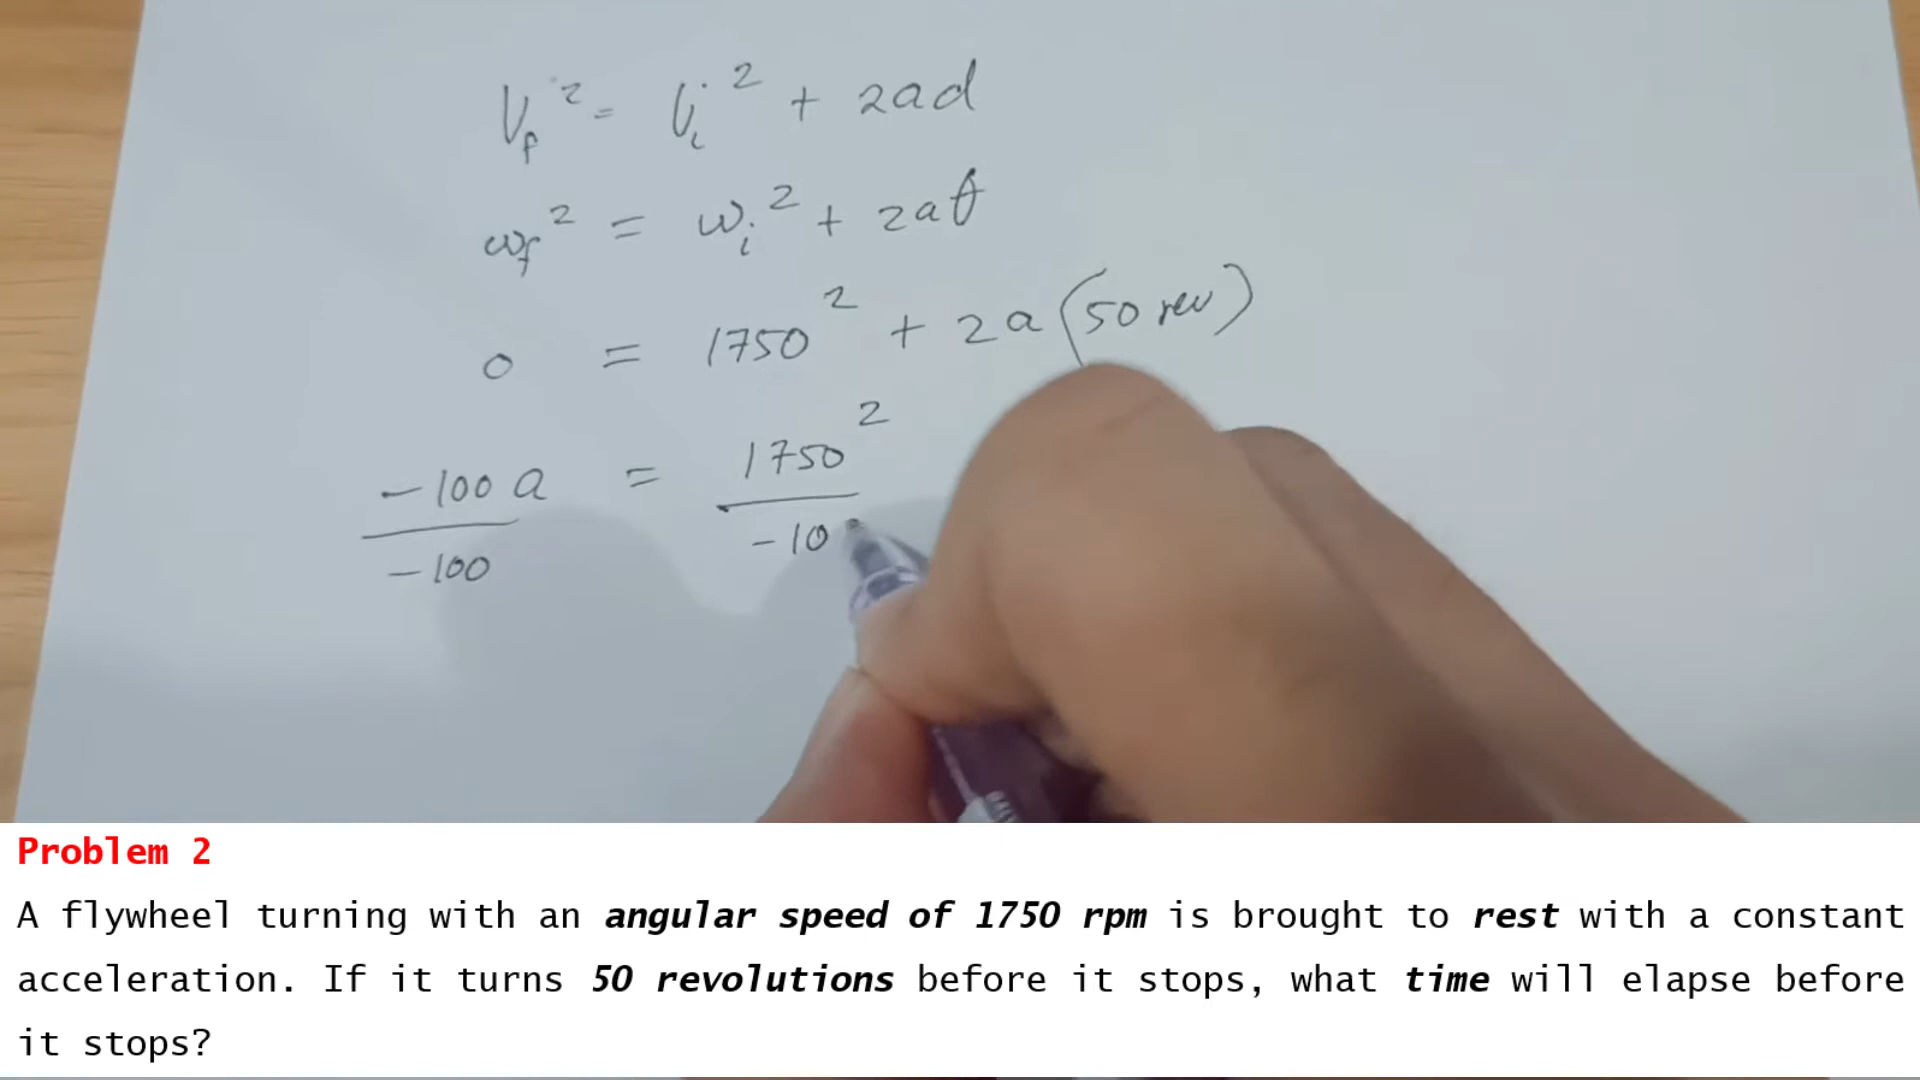 Vf² = Vi² + 2ad
ωf² = ωi² + 2aθ
0 = 1750² + 2a(50 rev)
-100a = 1750²
-100 -10
Problem 2
A flywheel turning with an angular speed of 1750 rpm is brought to rest with a constant
acceleration. If it turns 50 revolutions before it stops, what time will elapse before
it stops?